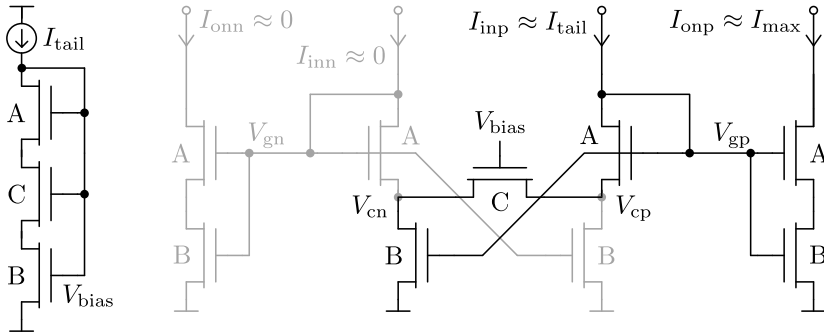 I_tail
A
C
B
V_bias
I_onn ≈ 0
I_inn ≈ 0
I_inp ≈ I_tail
I_onp ≈ I_max
A
V_gn
A
V_bias
A
V_gp
A
C
V_cn
V_cp
B
B
B
B